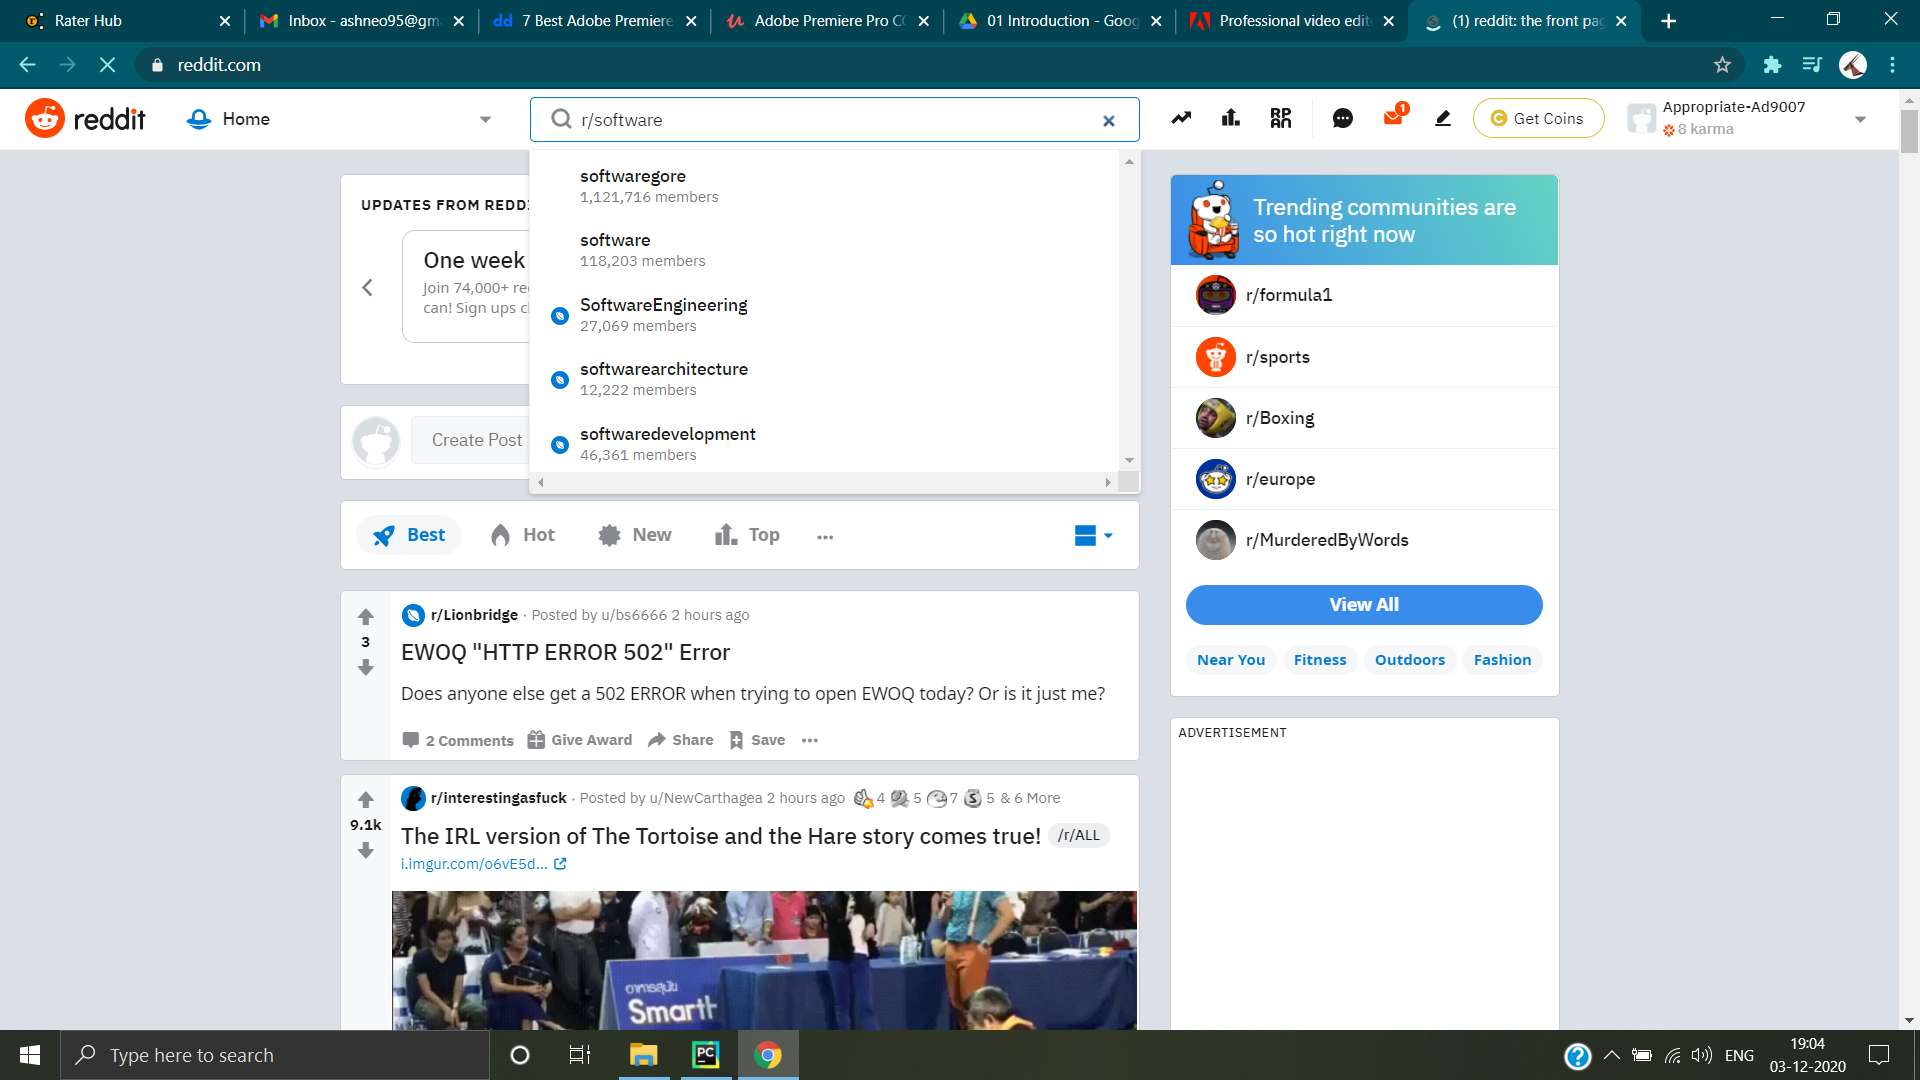 Rater Hub
Inbox - ashneo95@gm
7 Best Adobe Premiere
Adobe Premiere Pro CC
01 Introduction - Goog
Professional video edit
(1) reddit: the front pag
reddit.com
reddit
Home
r/software
1
Get Coins
Appropriate-Ad9007
8 karma
softwaregore
1,121,716 members
software
118,203 members
SoftwareEngineering
27,069 members
softwarearchitecture
12,222 members
softwaredevelopment
46,361 members
UPDATES FROM REDD
One week
Join 74,000+ re
can! Sign ups c
Create Post
Best
Hot
New
Top
...
r/Lionbridge · Posted by u/bs6666 2 hours ago
3
EWOQ "HTTP ERROR 502" Error
Does anyone else get a 502 ERROR when trying to open EWOQ today? Or is it just me?
2 Comments
Give Award
Share
Save
...
r/interestingasfuck · Posted by u/NewCarthagea 2 hours ago 4 5 7 5 & 6 More
9.1k
The IRL version of The Tortoise and the Hare story comes true! /r/ALL
i.imgur.com/o6vE5d...
Smarth
Trending communities are
so hot right now
r/formula1
r/sports
r/Boxing
r/europe
r/MurderedByWords
View All
Near You
Fitness
Outdoors
Fashion
ADVERTISEMENT
Type here to search
PC
ENG
19:04
03-12-2020